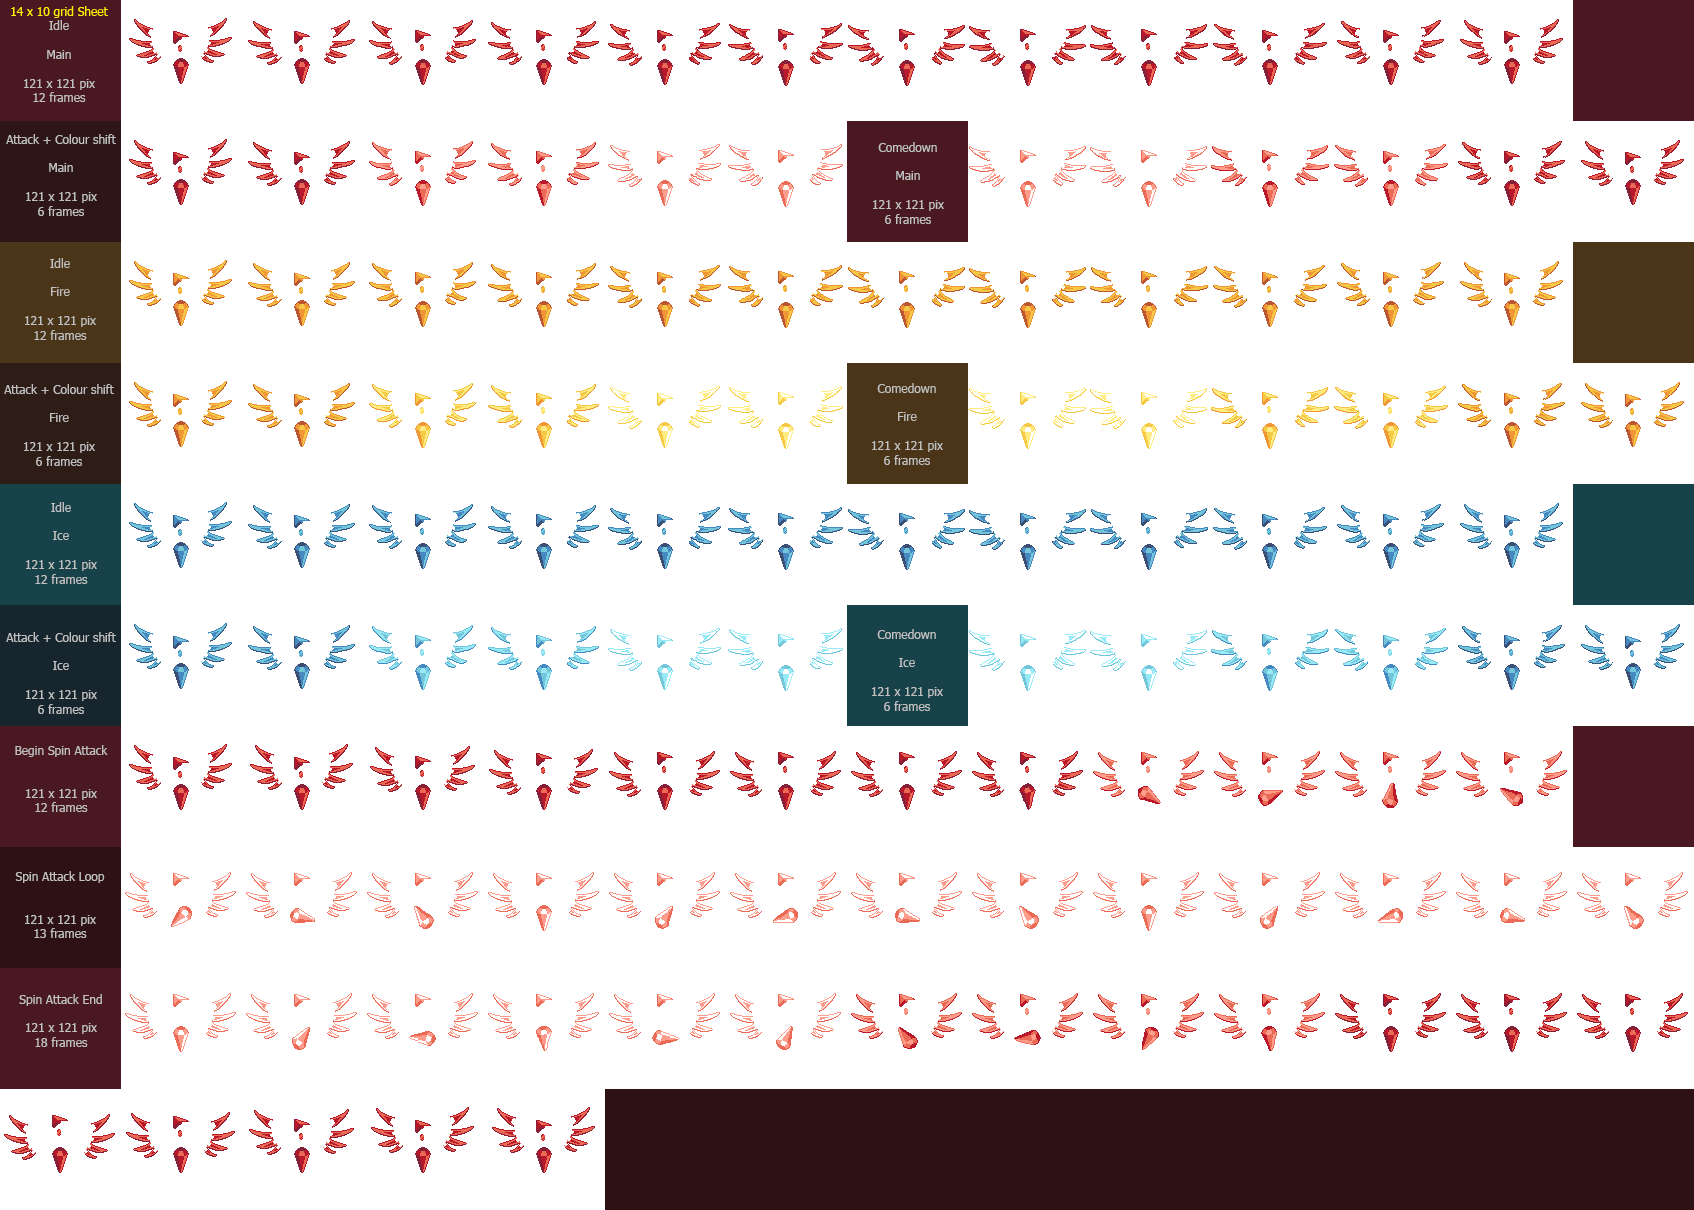 14 x 10 grid Sheet
Idle
Main
121 x 121 pix
12 frames
Attack + Colour shift
Main
121 x 121 pix
6 frames
Comedown
Main
121 x 121 pix
6 frames
Idle
Fire
121 x 121 pix
12 frames
Attack + Colour shift
Fire
121 x 121 pix
6 frames
Comedown
Fire
121 x 121 pix
6 frames
Idle
Ice
121 x 121 pix
12 frames
Attack + Colour shift
Ice
121 x 121 pix
6 frames
Comedown
Ice
121 x 121 pix
6 frames
Begin Spin Attack
121 x 121 pix
12 frames
Spin Attack Loop
121 x 121 pix
13 frames
Spin Attack End
121 x 121 pix
18 frames